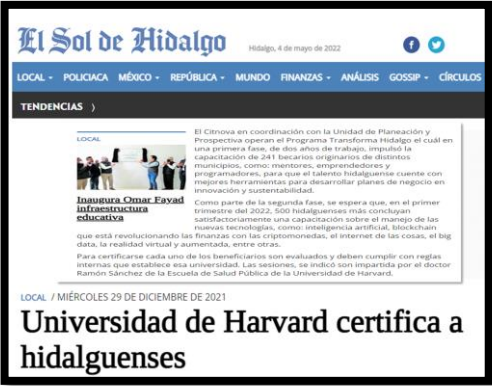 El Sol de Hidalgo
Hidalgo, 4 de mayo de 2022
LOCAL POLICIACA MÉXICO REPÚBLICA MUNDO FINANZAS ANÁLISIS GOSSIP CÍRCULOS
TENDENCIAS
LOCAL
Inaugura Omar Fayad
infraestructura
educativa
El Citnova en coordinación con la Unidad de Planeación y
Prospectiva operan el Programa Transforma Hidalgo el cuál en
una primera fase, de dos años de trabajo, impulsó la
capacitación de 241 becarios originarios de distintos
municipios, como: mentores, emprendedores y
programadores, para que el talento hidalguense cuente con
mejores herramientas para desarrollar planes de negocio en
innovación y sustentabilidad.
Como parte de la segunda fase, se espera que, en el primer
trimestre del 2022, 500 hidalguenses más concluyan
satisfactoriamente una capacitación sobre el manejo de las
nuevas tecnologías, como: inteligencia artificial, blockchain
que está revolucionando las finanzas con las criptomonedas, el internet de las cosas, el big
data, la realidad virtual y aumentada, entre otras.
Para certificarse cada uno de los beneficiarios son evaluados y deben cumplir con reglas
internas que establece esa universidad. Las sesiones, se indicó son impartida por el doctor
Ramón Sánchez de la Escuela de Salud Pública de la Universidad de Harvard.
LOCAL / MIÉRCOLES 29 DE DICIEMBRE DE 2021
Universidad de Harvard certifica a
hidalguenses